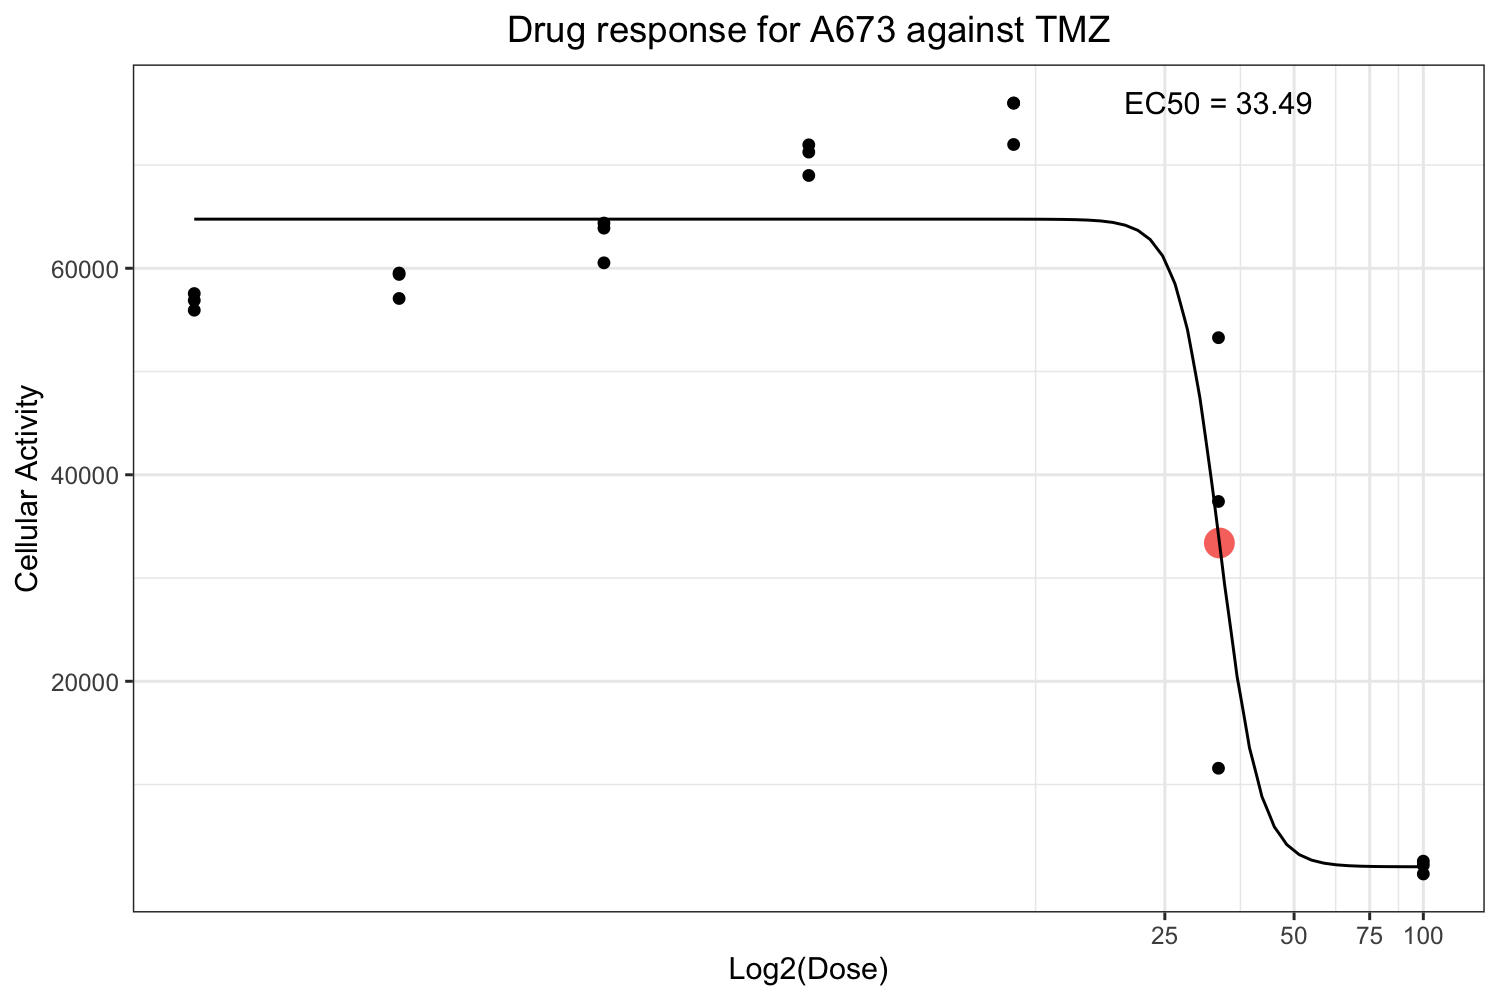 Drug response for A673 against TMZ
EC50 = 33.49
60000
40000
20000
Cellular Activity
25 50 75 100
Log2(Dose)